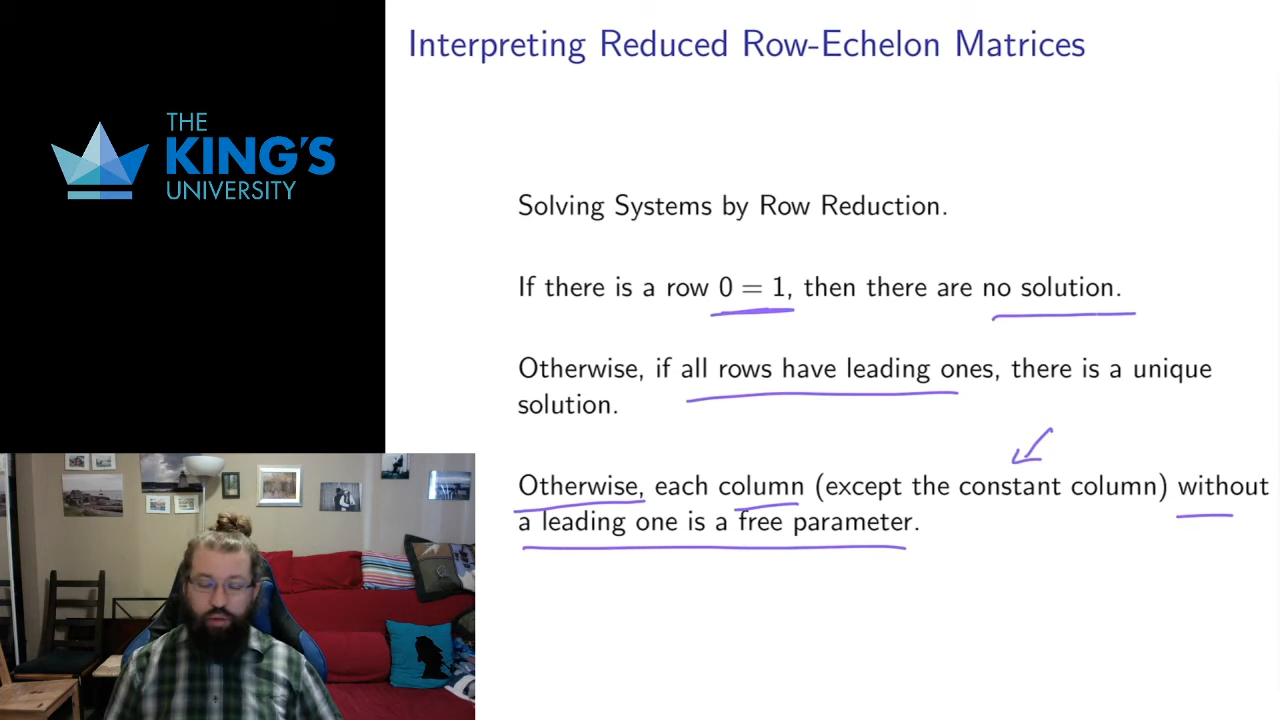 THE
KING'S
UNIVERSITY
Interpreting Reduced Row-Echelon Matrices
Solving Systems by Row Reduction.
If there is a row 0 = 1, then there are no solution.
Otherwise, if all rows have leading ones, there is a unique
solution.
Otherwise, each column (except the constant column) without
a leading one is a free parameter.